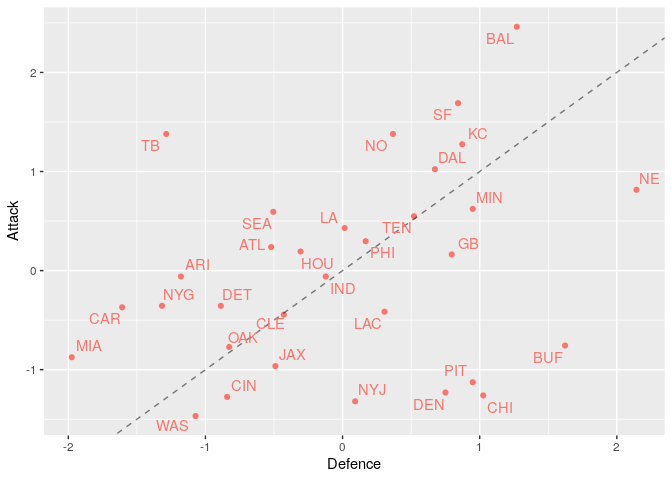 BAL
SF
KC
NO
TB
DAL
NE
MIN
SEA
LA
TEN
ATL
PHI
GB
HOU
ARI
IND
NYG
DET
CAR
CLE
LAC
OAK
MIA
JAX
BUF
PIT
CIN
NYJ
DEN
CHI
WAS
2
1
0
-1
-2
-1
0
1
2
Attack
Defence